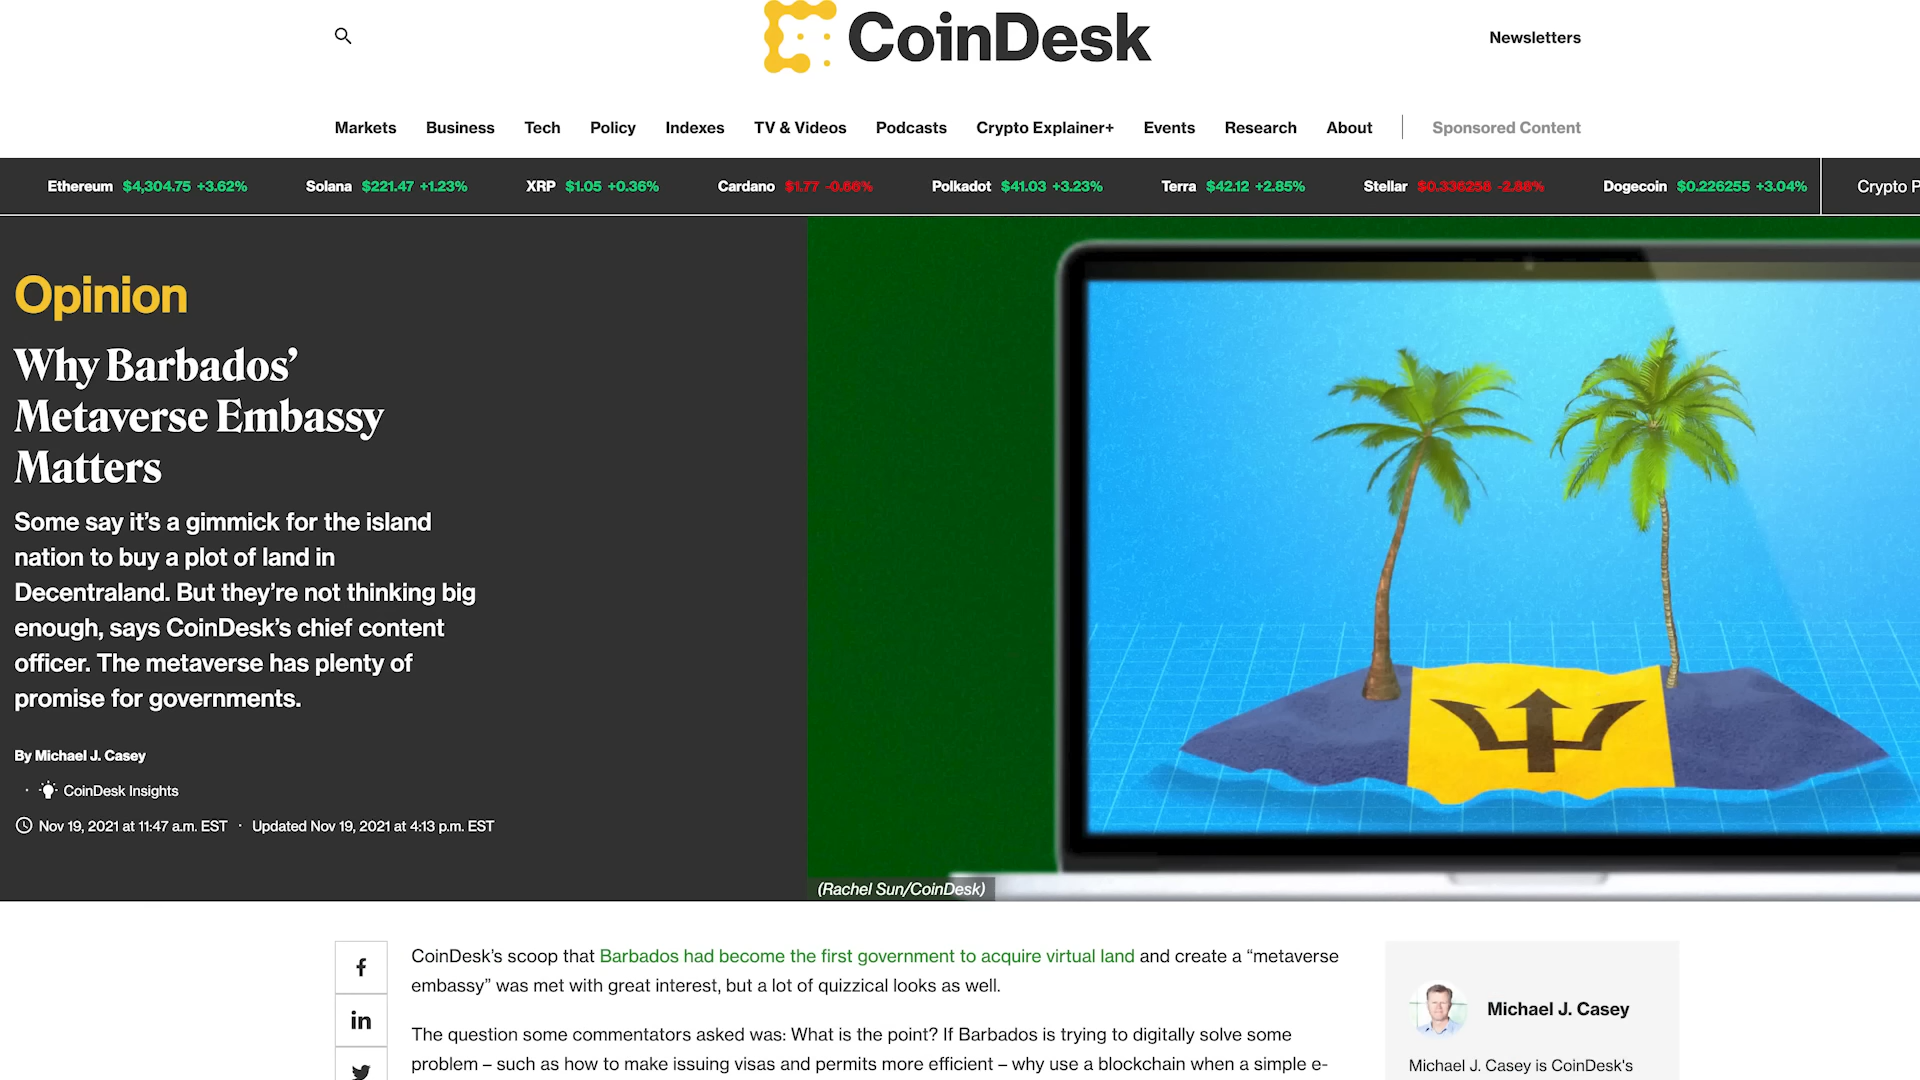 CoinDesk
Newsletters
Markets Business Tech Policy Indexes TV & Videos Podcasts Crypto Explainer+ Events Research About Sponsored Content
Ethereum $4,304.75 +3.62% Solana $221.47 +1.23% XRP $1.05 +0.36% Cardano $1.77 -0.66% Polkadot $41.03 +3.23% Terra $42.12 +2.85% Stellar $0.336258 -2.88% Dogecoin $0.226255 +3.04% Crypto P
Opinion
Why Barbados’
Metaverse Embassy
Matters
Some say it’s a gimmick for the island
nation to buy a plot of land in
Decentraland. But they’re not thinking big
enough, says CoinDesk’s chief content
officer. The metaverse has plenty of
promise for governments.
By Michael J. Casey
· CoinDesk Insights
Nov 19, 2021 at 11:47 a.m. EST · Updated Nov 19, 2021 at 4:13 p.m. EST
(Rachel Sun/CoinDesk)
CoinDesk’s scoop that Barbados had become the first government to acquire virtual land and create a “metaverse
embassy” was met with great interest, but a lot of quizzical looks as well.
The question some commentators asked was: What is the point? If Barbados is trying to digitally solve some
problem – such as how to make issuing visas and permits more efficient – why use a blockchain when a simple e-
Michael J. Casey
Michael J. Casey is CoinDesk's